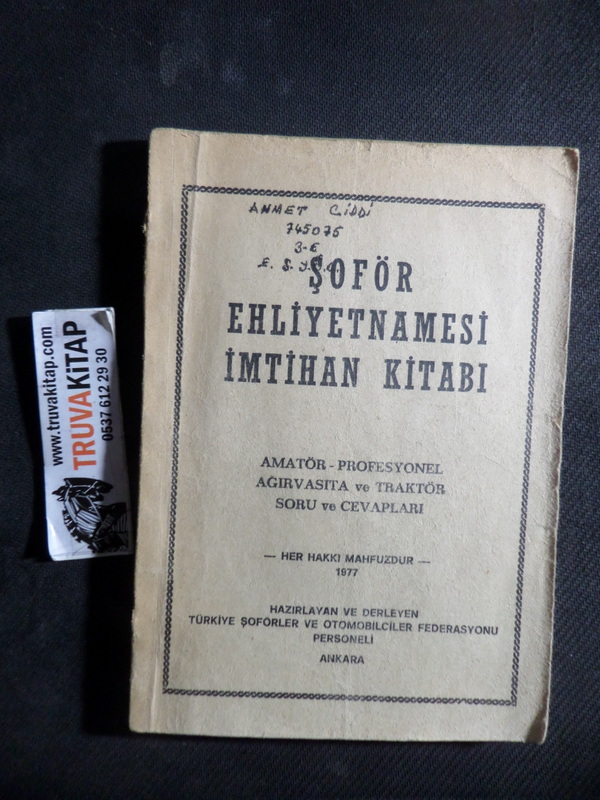 AHMET CİDDİ
745075
3-E
E. S. Y. O.
ŞOFÖR
EHLİYETNAMESİ
İMTİHAN KİTABI
AMATÖR - PROFESYONEL
AĞIRVASITA ve TRAKTÖR
SORU ve CEVAPLARI
— HER HAKKI MAHFUZDUR —
1977
HAZIRLAYAN VE DERLEYEN
TÜRKİYE ŞOFÖRLER VE OTOMOBİLCİLER FEDERASYONU
PERSONELİ
ANKARA
www.truvakitap.com
TRUVAKİTAP
0537 612 29 30